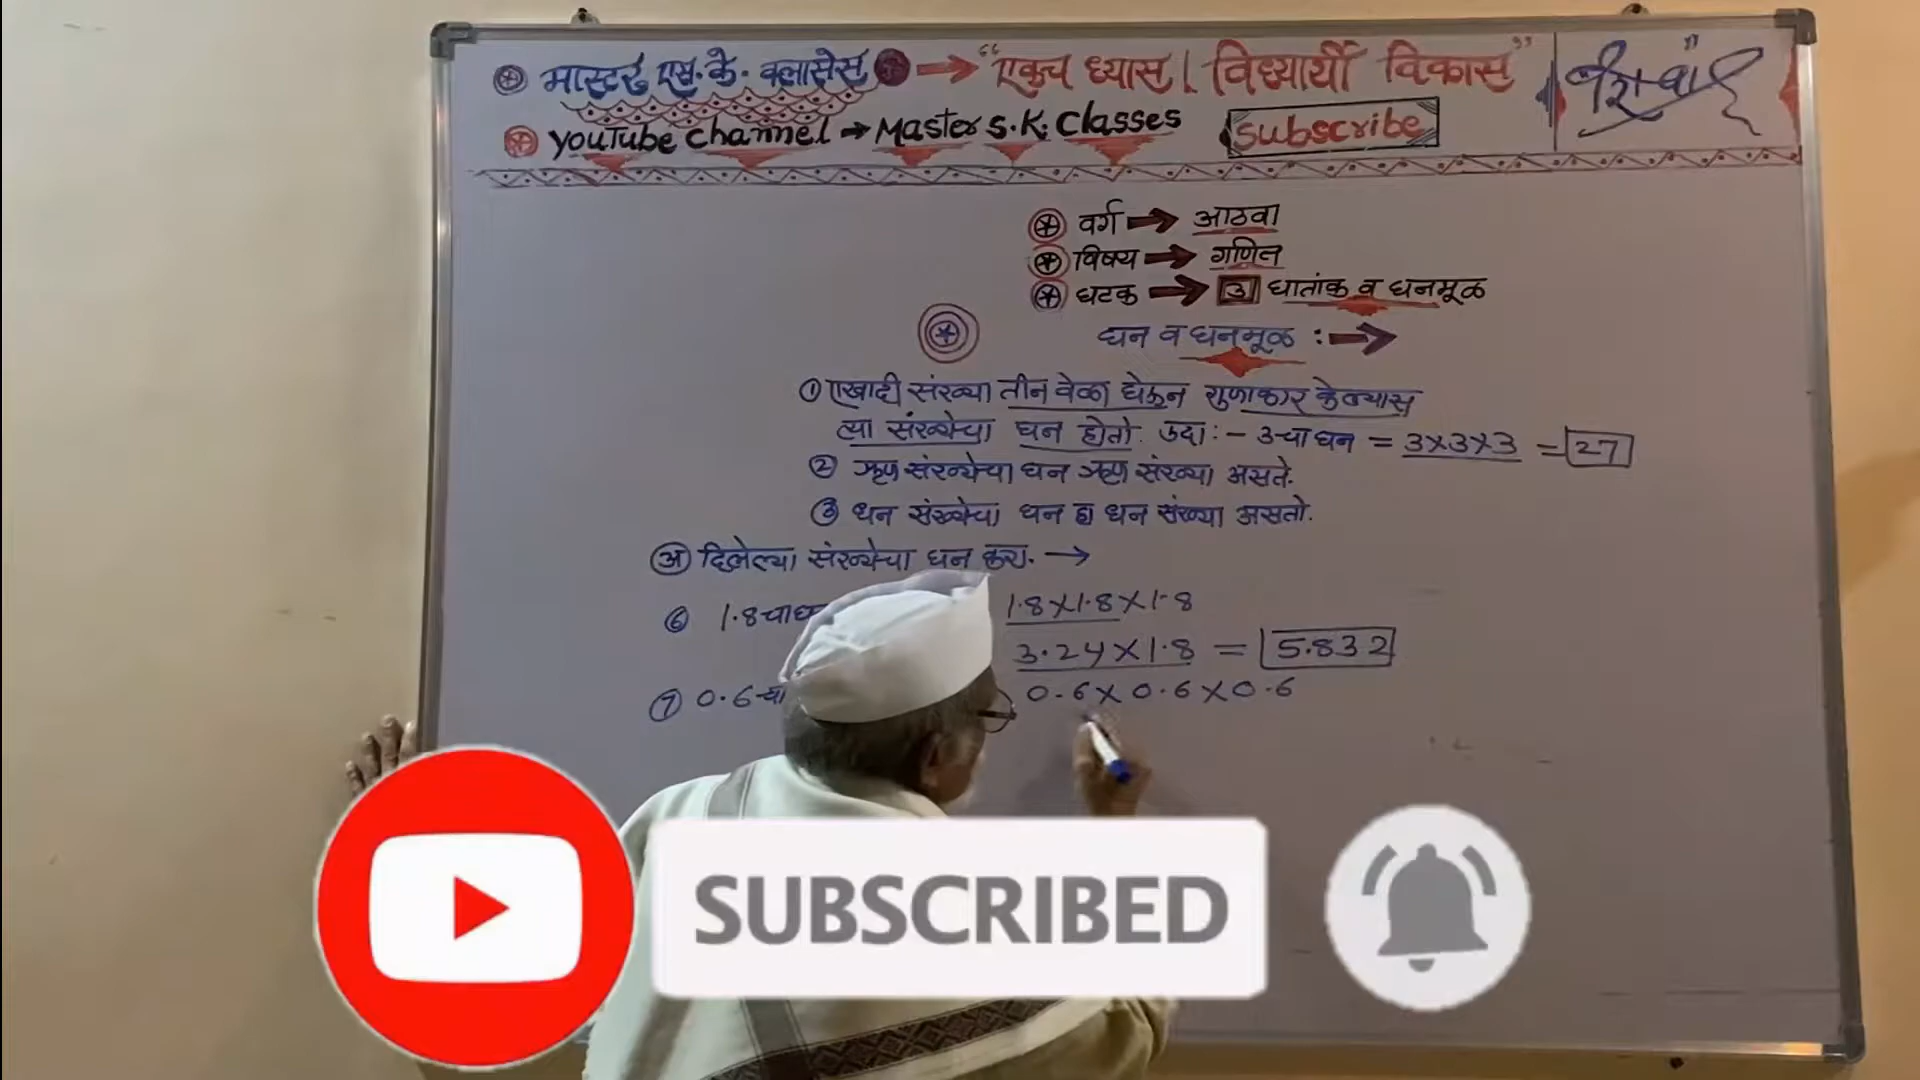 मास्टर एस. के. क्लासेस → "एकच ध्यास। विद्यार्थी विकास"
YouTube Channel → Master S.K. Classes Subscribe
वर्ग → आठवा
विषय → गणित
घटक → 3 घातांक व घनमूळ
घन व घनमूळ :→
① एखादी संख्या तीन वेळा घेऊन गुणाकार केल्यास
त्या संख्येचा घन होतो. उदा:- 3चा घन = 3×3×3 = 27
② ऋण संख्येचा घन ऋण संख्या असते.
③ धन संख्येचा घन हा धन संख्या असतो.
अ दिलेल्या संख्येचा घन करा. →
⑥ 1.8चा 1.8×1.8×1.8
3.24×1.8 = 5.832
⑦ 0.6चा 0.6×0.6×0.6
SUBSCRIBED